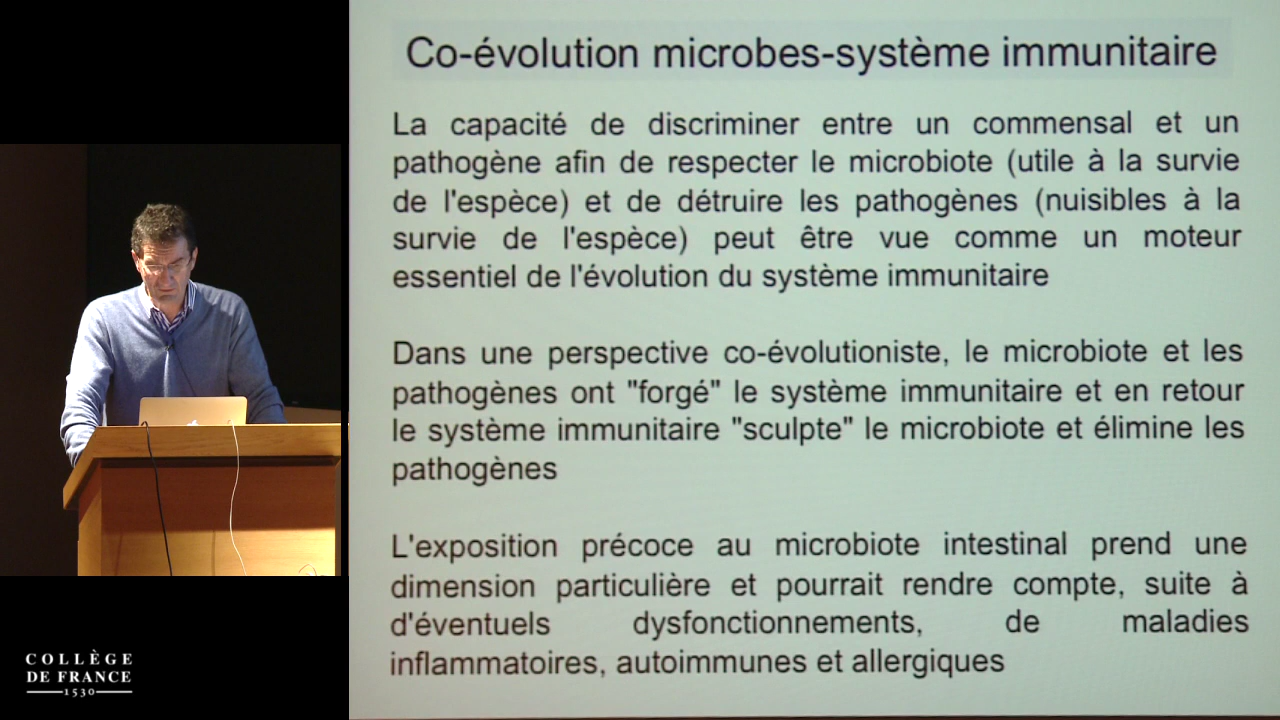 Co-évolution microbes-système immunitaire
La capacité de discriminer entre un commensal et un
pathogène afin de respecter le microbiote (utile à la survie
de l'espèce) et de détruire les pathogènes (nuisibles à la
survie de l'espèce) peut être vue comme un moteur
essentiel de l'évolution du système immunitaire
Dans une perspective co-évolutioniste, le microbiote et les
pathogènes ont "forgé" le système immunitaire et en retour
le système immunitaire "sculpte" le microbiote et élimine les
pathogènes
L'exposition précoce au microbiote intestinal prend une
dimension particulière et pourrait rendre compte, suite à
d'éventuels dysfonctionnements, de maladies
inflammatoires, autoimmunes et allergiques
COLLÈGE
DE FRANCE
1530